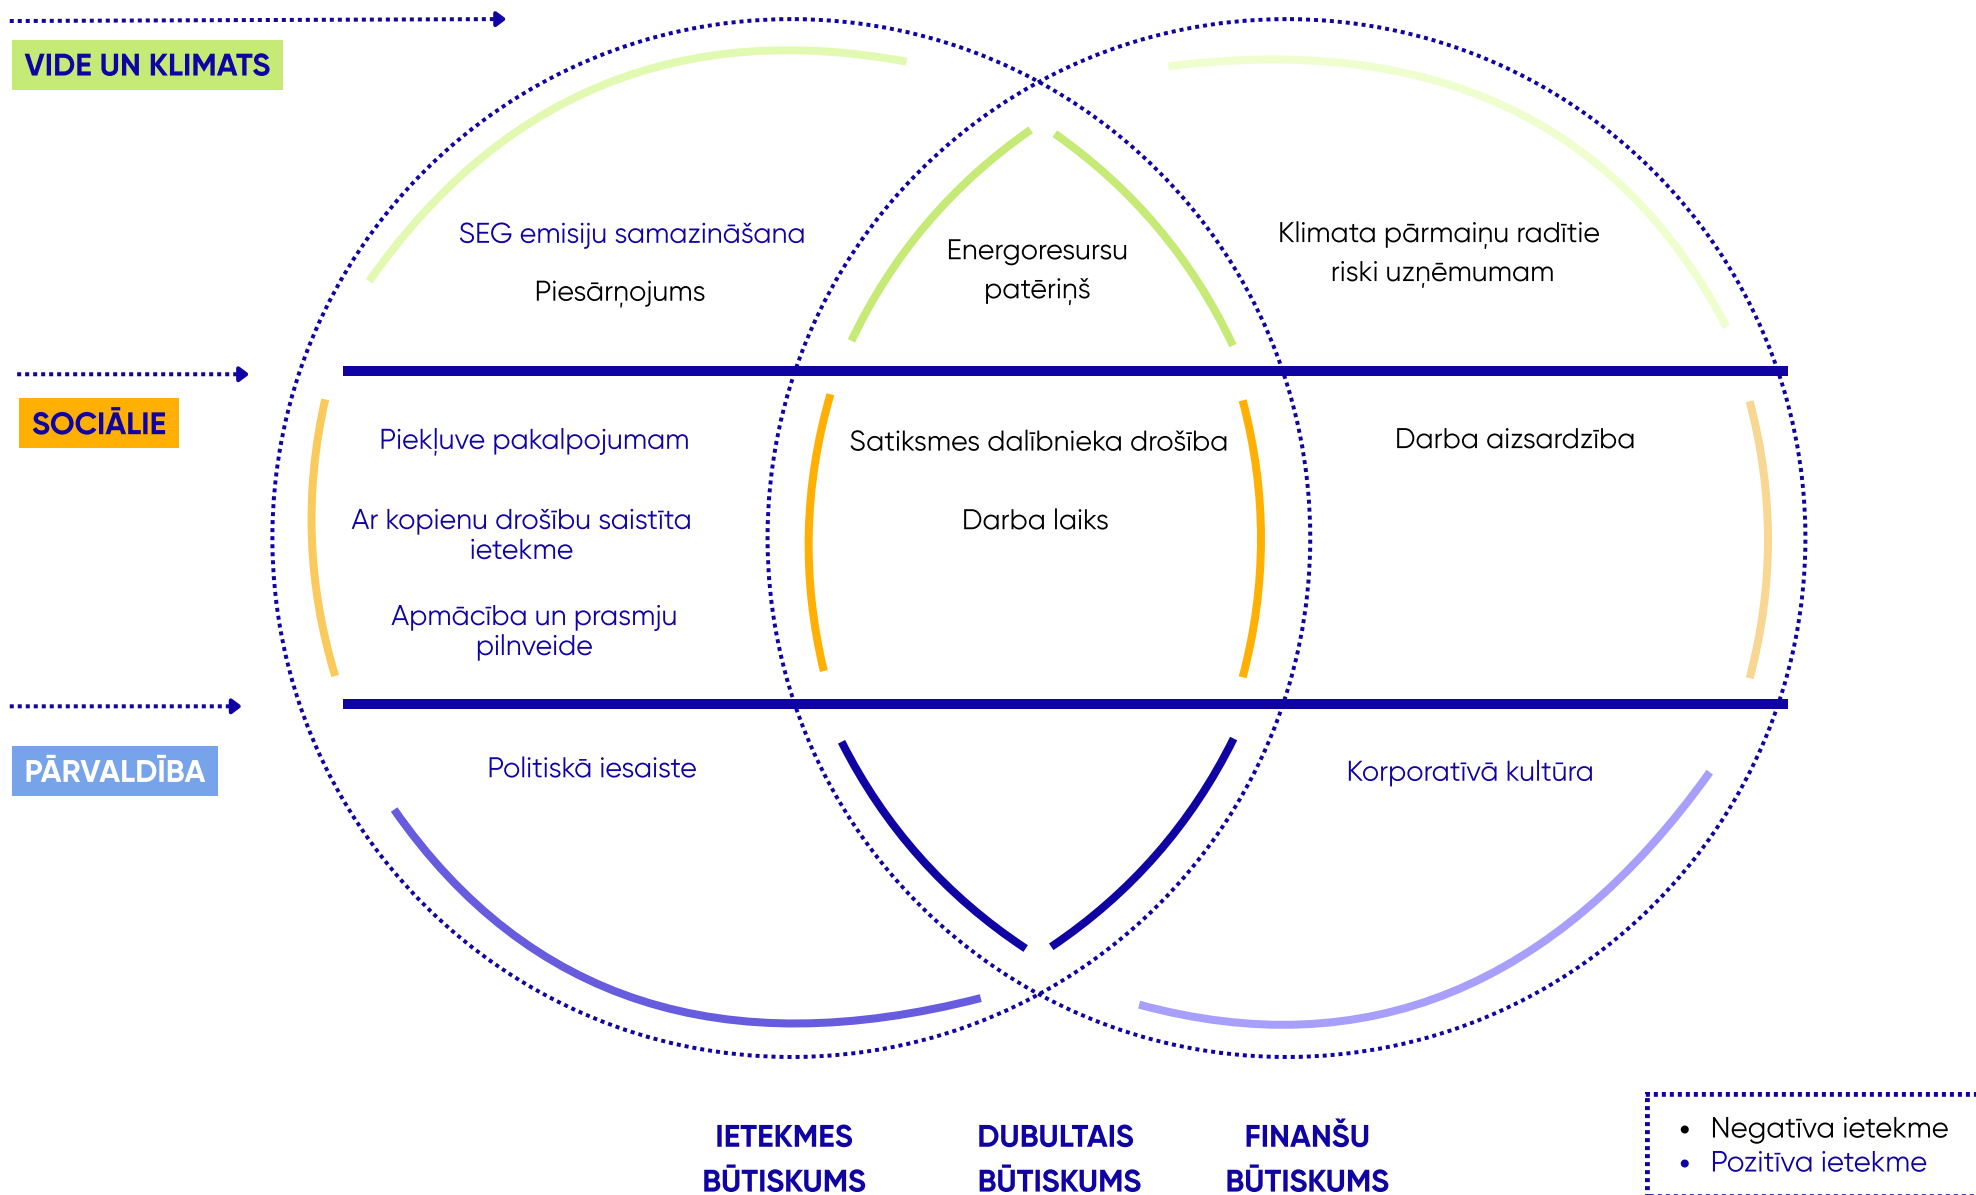 VIDE UN KLIMATS
SEG emisiju samazināšana
Piesārņojums
Energoresursu
patēriņš
Klimata pārmaiņu radītie
riski uzņēmumam
SOCIĀLIE
Piekļuve pakalpojumam
Ar kopienu drošību saistīta
ietekme
Apmācība un prasmju
pilnveide
Satiksmes dalībnieka drošība
Darba laiks
Darba aizsardzība
PĀRVALDĪBA
Politiskā iesaiste
Korporatīvā kultūra
IETEKMES
BŪTISKUMS
DUBULTAIS
BŪTISKUMS
FINANŠU
BŪTISKUMS
• Negatīva ietekme
• Pozitīva ietekme